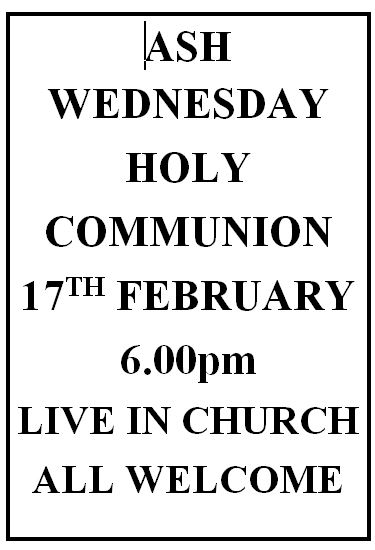 ASH
WEDNESDAY
HOLY
COMMUNION
17TH FEBRUARY
6.00pm
LIVE IN CHURCH
ALL WELCOME